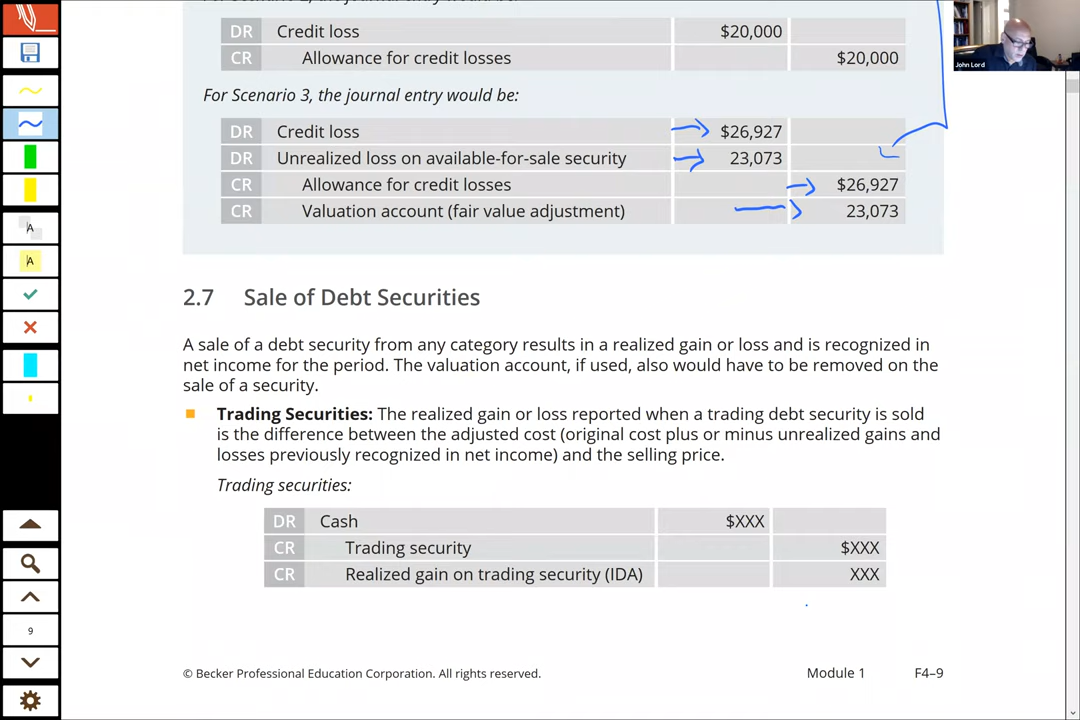 For Scenario 2, the journal entry would be:
DR Credit loss $20,000
CR Allowance for credit losses $20,000
For Scenario 3, the journal entry would be:
DR Credit loss $26,927
DR Unrealized loss on available-for-sale security 23,073
CR Allowance for credit losses $26,927
CR Valuation account (fair value adjustment) 23,073
2.7 Sale of Debt Securities
A sale of a debt security from any category results in a realized gain or loss and is recognized in
net income for the period. The valuation account, if used, also would have to be removed on the
sale of a security.
Trading Securities: The realized gain or loss reported when a trading debt security is sold
is the difference between the adjusted cost (original cost plus or minus unrealized gains and
losses previously recognized in net income) and the selling price.
Trading securities:
DR Cash $XXX
CR Trading security $XXX
CR Realized gain on trading security (IDA) XXX
© Becker Professional Education Corporation. All rights reserved.
Module 1 F4–9
John Lord
A
A
9